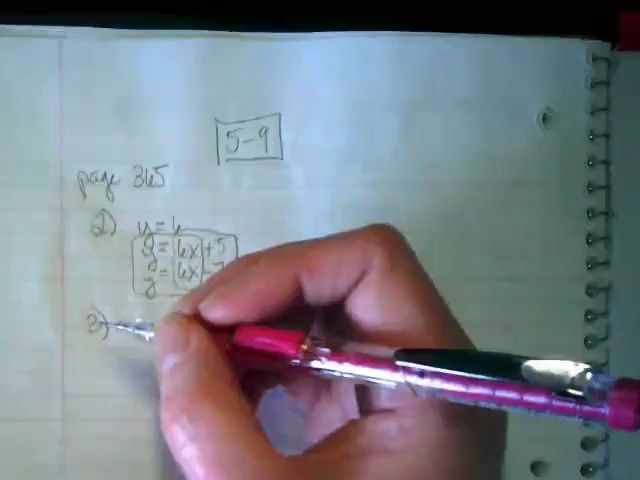 5-9
page 365
2) y = 6
y = 6x + 5
y = 6x - 7
3)